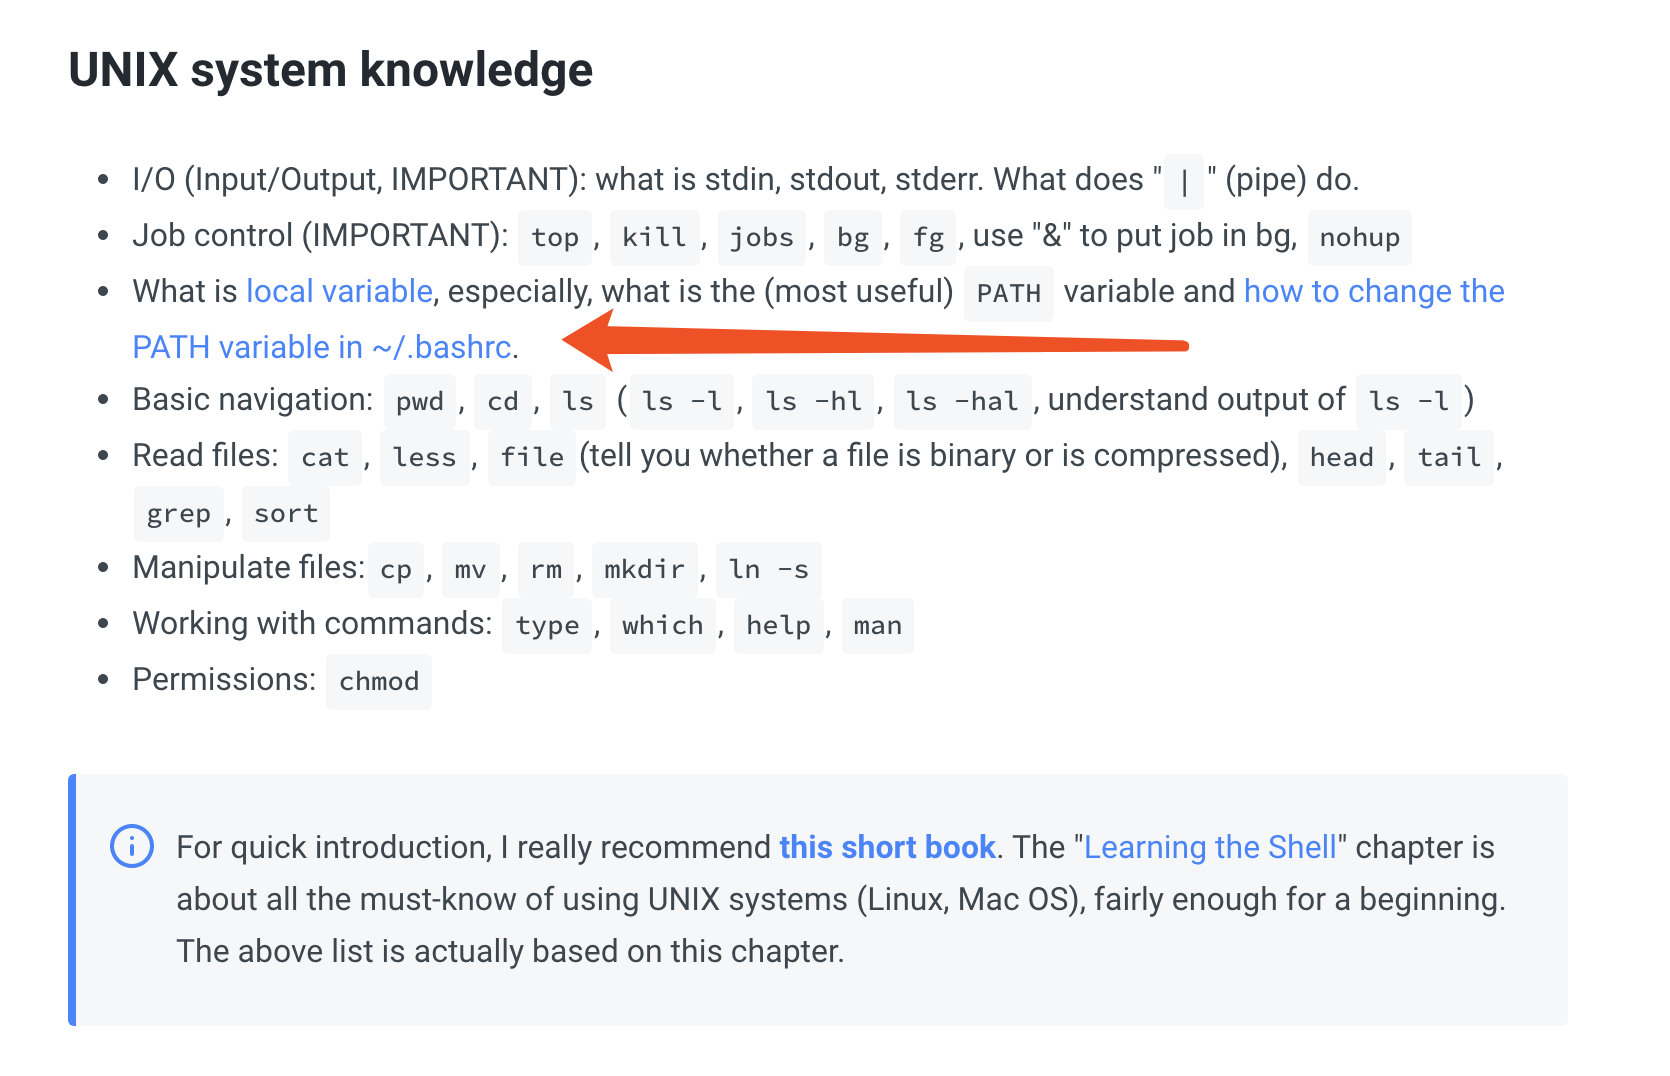 UNIX system knowledge
• I/O (Input/Output, IMPORTANT): what is stdin, stdout, stderr. What does "|" (pipe) do.
• Job control (IMPORTANT): top, kill, jobs, bg, fg, use "&" to put job in bg, nohup
• What is local variable, especially, what is the (most useful) PATH variable and how to change the
PATH variable in ~/.bashrc.
• Basic navigation: pwd, cd, ls (ls -l, ls -hl, ls -hal, understand output of ls -l)
• Read files: cat, less, file (tell you whether a file is binary or is compressed), head, tail,
grep, sort
• Manipulate files: cp, mv, rm, mkdir, ln -s
• Working with commands: type, which, help, man
• Permissions: chmod
For quick introduction, I really recommend this short book. The "Learning the Shell" chapter is
about all the must-know of using UNIX systems (Linux, Mac OS), fairly enough for a beginning.
The above list is actually based on this chapter.